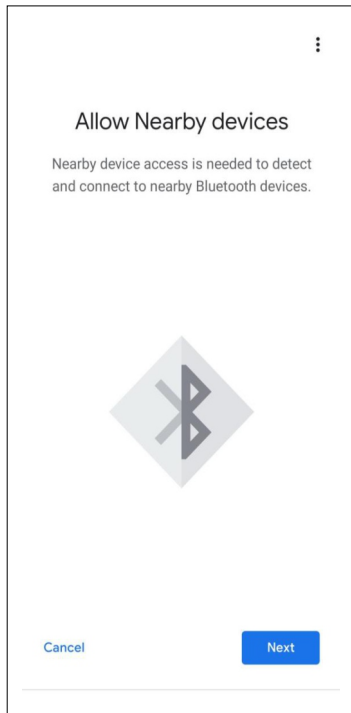 Allow Nearby devices
Nearby device access is needed to detect
and connect to nearby Bluetooth devices.
Cancel
Next